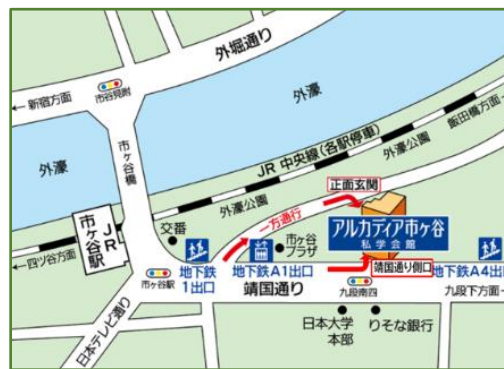 外堀通り
←新宿方面
市谷見附
外濠
飯田橋方面→
外濠
市ケ谷橋
JR 中央線(各駅停車)
外濠公園
正面玄関
外濠公園
一方通行
アルカディア市ヶ谷
私学会館
JR
市ヶ谷駅
交番
市ヶ谷
プラザ
←四ツ谷方面
地下鉄
1出口
地下鉄A1出口
靖国通り側口
地下鉄A4出口
市ヶ谷駅
靖国通り
九段南四
九段下方面→
日本テレビ通り
日本大学
本部
りそな銀行